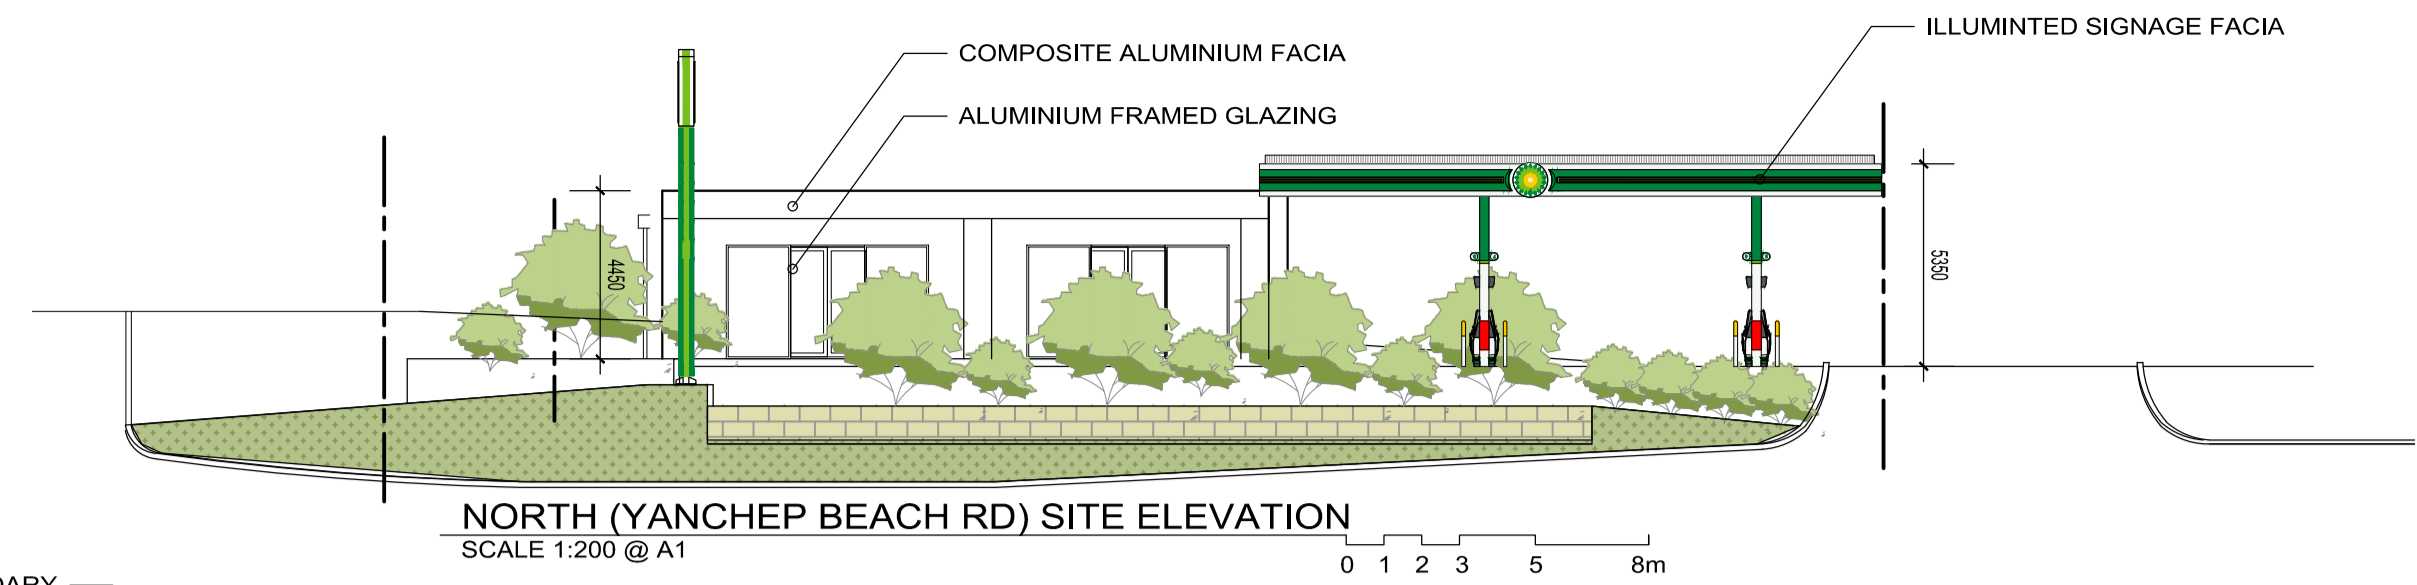 ILLUMINTED SIGNAGE FACIA
COMPOSITE ALUMINIUM FACIA
ALUMINIUM FRAMED GLAZING
4450
5350
NORTH (YANCHEP BEACH RD) SITE ELEVATION
SCALE 1:200 @ A1
0 1 2 3 5 8m